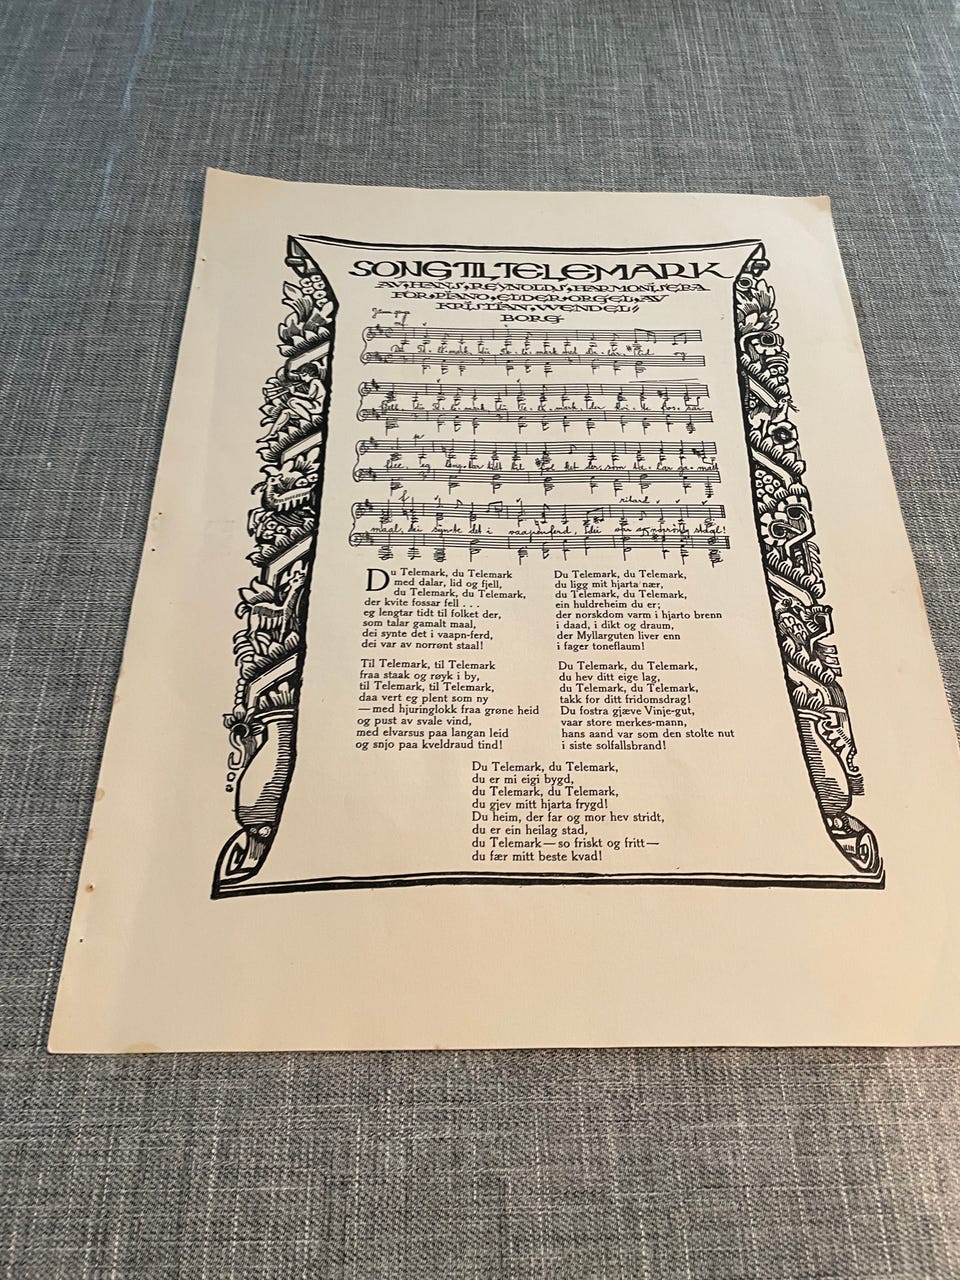 SONG TIL TELEMARK
AV HANS REYNOLDS, HARMONISERA
FOR PIANO ELDER ORGEL AV
KRISTIAN WENDEL-
BORG
Du Telemark, du Telemark
med dalar, lid og fjell,
du Telemark, du Telemark,
der kvite fossar fell . . .
eg lengtar tidt til folket der,
som talar gamalt maal,
dei synte det i vaapn-ferd,
dei var av norrønt staal!
Til Telemark, til Telemark
fraa staak og røyk i by,
til Telemark, til Telemark,
daa vert eg plent som ny
—med hjuringlokk fraa grøne heid
og pust av svale vind,
med elvarsus paa langan leid
og snjo paa kveldraud tind!
Du Telemark, du Telemark,
du ligg mit hjarta nær,
du Telemark, du Telemark,
ein huldreheim du er;
der norskdom varm i hjarto brenn
i daad, i dikt og draum,
der Myllarguten liver enn
i fager toneflaum!
Du Telemark, du Telemark,
du hev ditt eige lag,
du Telemark, du Telemark,
takk for ditt fridomsdrag!
Du fostra gjæve Vinje-gut,
vaar store merkes-mann,
hans aand var som den stolte nut
i siste solfallsbrand!
Du Telemark, du Telemark,
du er mi eigi bygd,
du Telemark, du Telemark,
du gjev mitt hjarta frygd!
Du heim, der far og mor hev stridt,
du er ein heilag stad,
du Telemark—so friskt og fritt—
du fær mitt beste kvad!